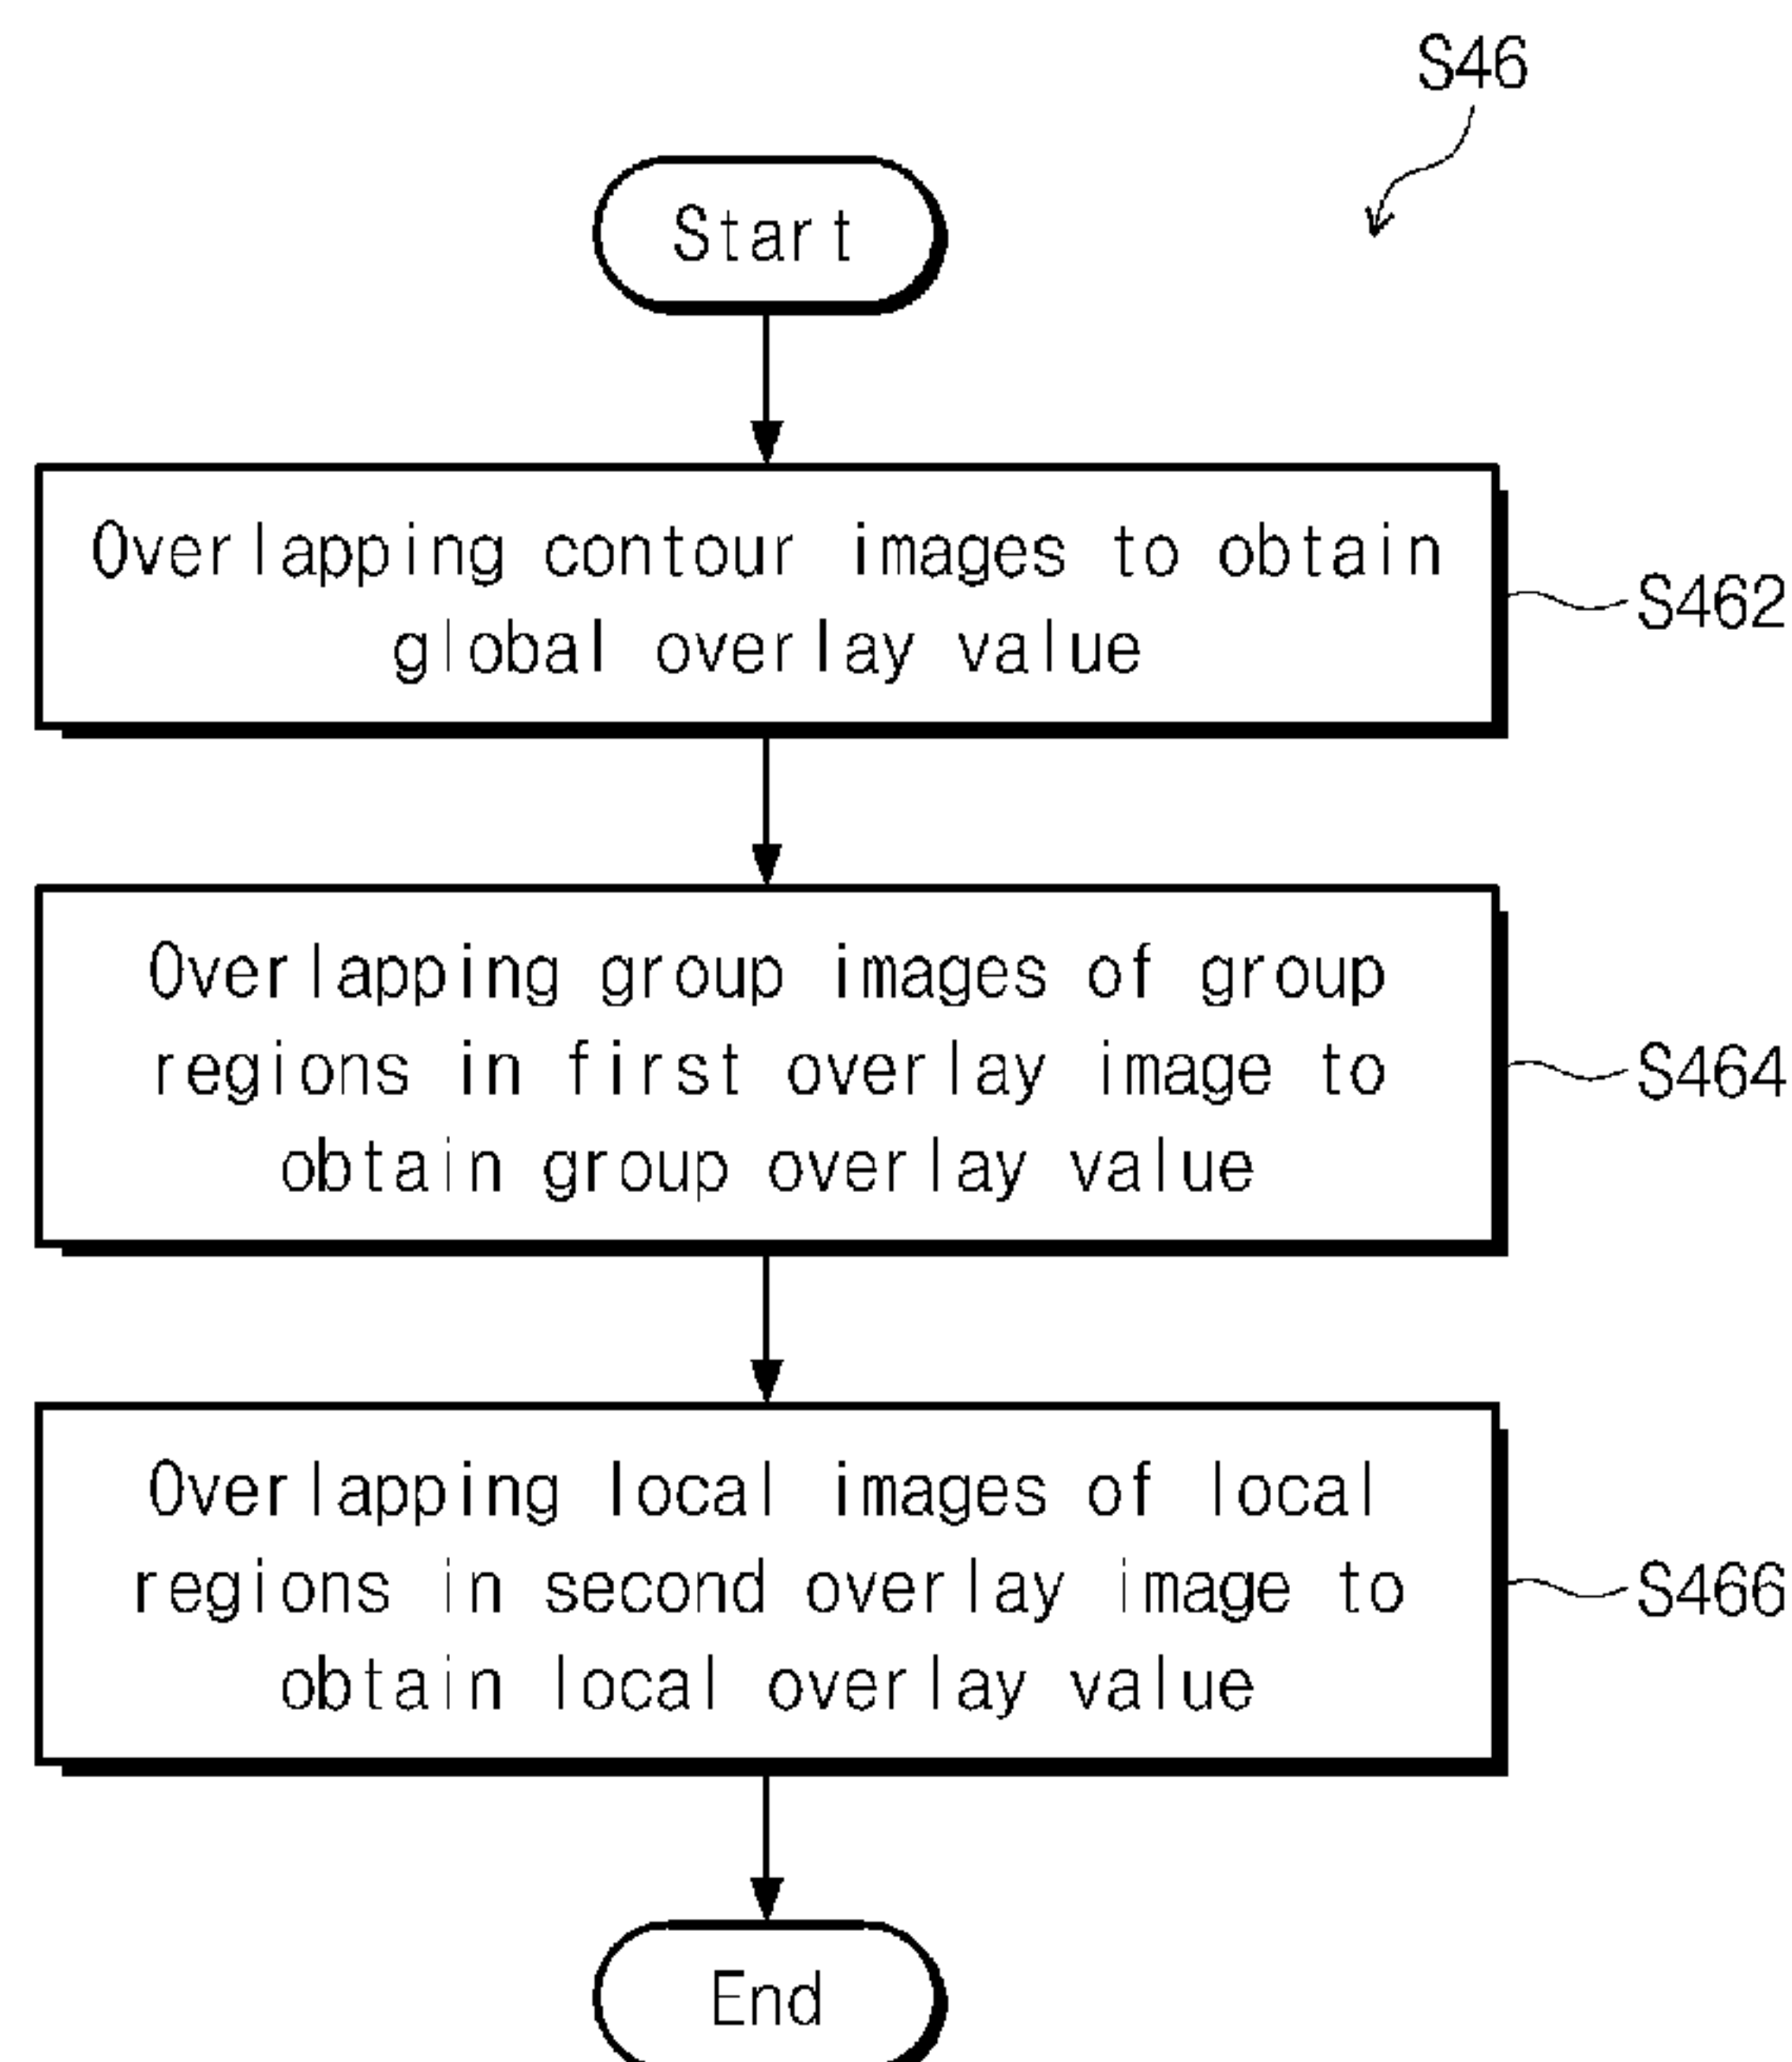 S46
Start
Overlapping contour images to obtain
global overlay value
S462
Overlapping group images of group
regions in first overlay image to
obtain group overlay value
S464
Overlapping local images of local
regions in second overlay image to
obtain local overlay value
S466
End